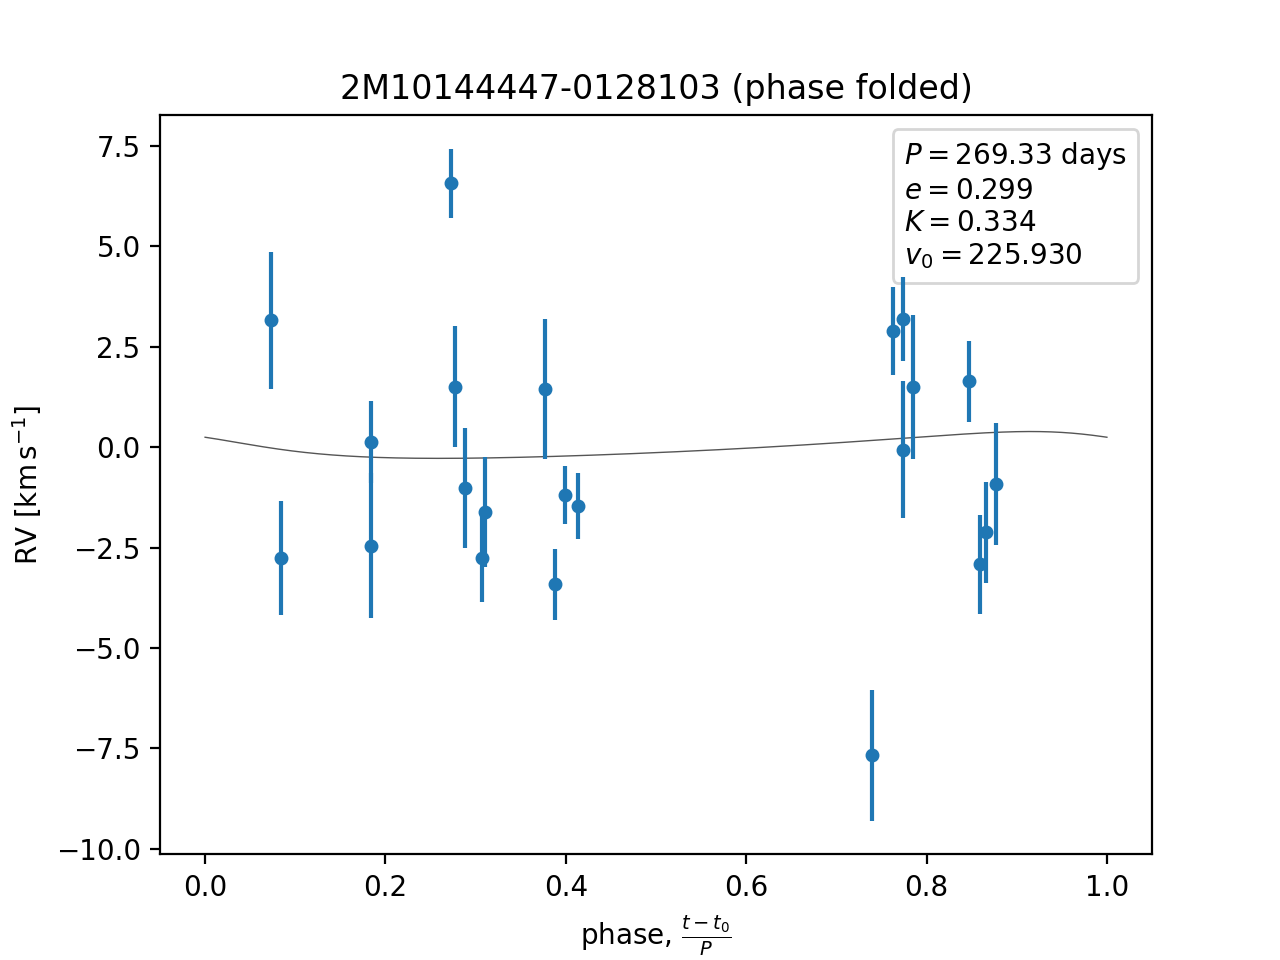 2M10144447-0128103 (phase folded)
P = 269.33 days
e = 0.299
K = 0.334
v₀ = 225.930
7.5
5.0
2.5
0.0
−2.5
−5.0
−7.5
−10.0
RV [km s⁻¹]
0.0 0.2 0.4 0.6 0.8 1.0
phase, (t − t₀)/P